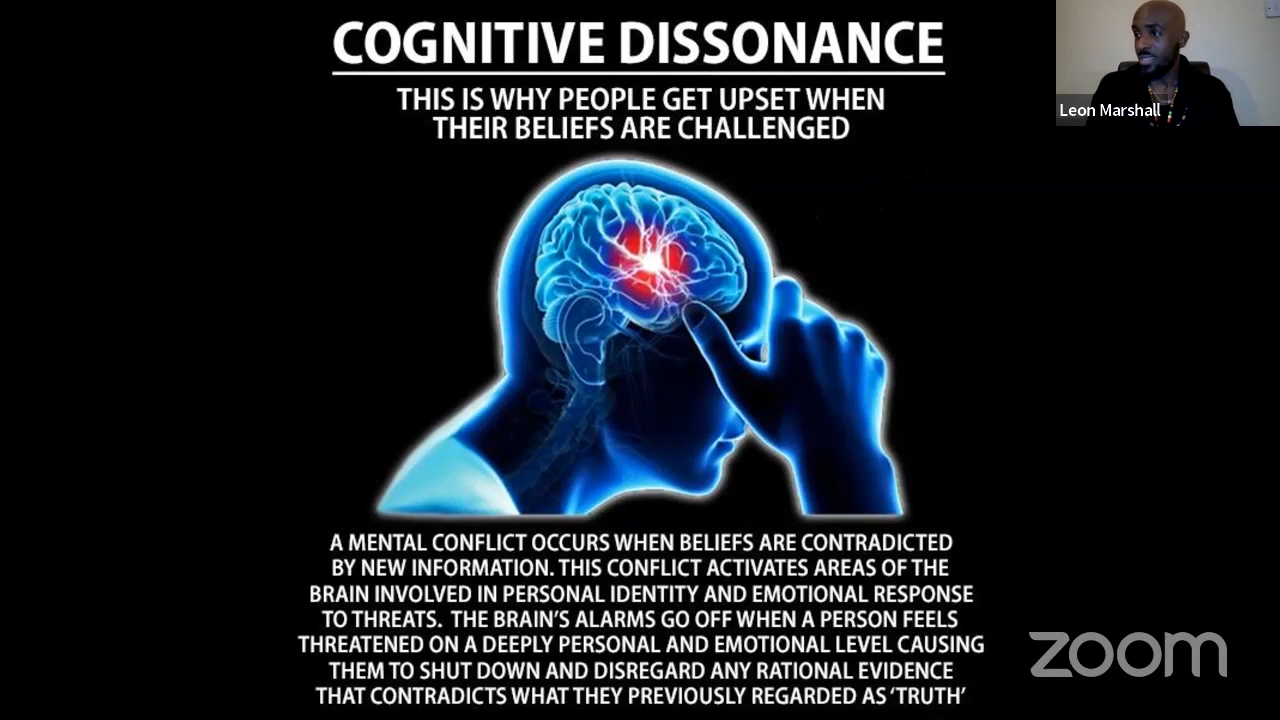 COGNITIVE DISSONANCE
THIS IS WHY PEOPLE GET UPSET WHEN
THEIR BELIEFS ARE CHALLENGED
Leon Marshall
A MENTAL CONFLICT OCCURS WHEN BELIEFS ARE CONTRADICTED
BY NEW INFORMATION. THIS CONFLICT ACTIVATES AREAS OF THE
BRAIN INVOLVED IN PERSONAL IDENTITY AND EMOTIONAL RESPONSE
TO THREATS. THE BRAIN'S ALARMS GO OFF WHEN A PERSON FEELS
THREATENED ON A DEEPLY PERSONAL AND EMOTIONAL LEVEL CAUSING
THEM TO SHUT DOWN AND DISREGARD ANY RATIONAL EVIDENCE
THAT CONTRADICTS WHAT THEY PREVIOUSLY REGARDED AS 'TRUTH'
zoom